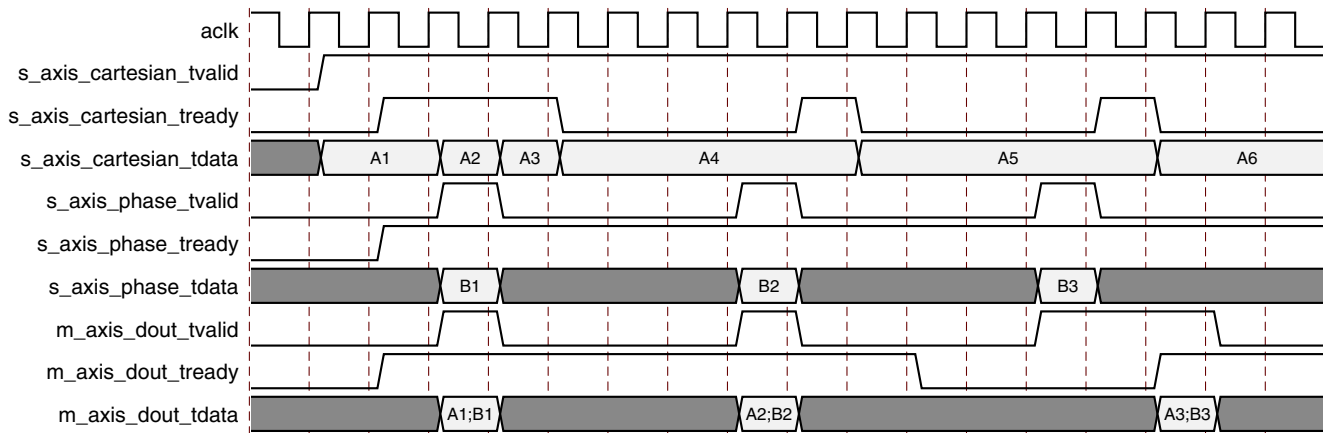 aclk
s_axis_cartesian_tvalid
s_axis_cartesian_tready
s_axis_cartesian_tdata A1 A2 A3 A4 A5 A6
s_axis_phase_tvalid
s_axis_phase_tready
s_axis_phase_tdata B1 B2 B3
m_axis_dout_tvalid
m_axis_dout_tready
m_axis_dout_tdata A1;B1 A2;B2 A3;B3